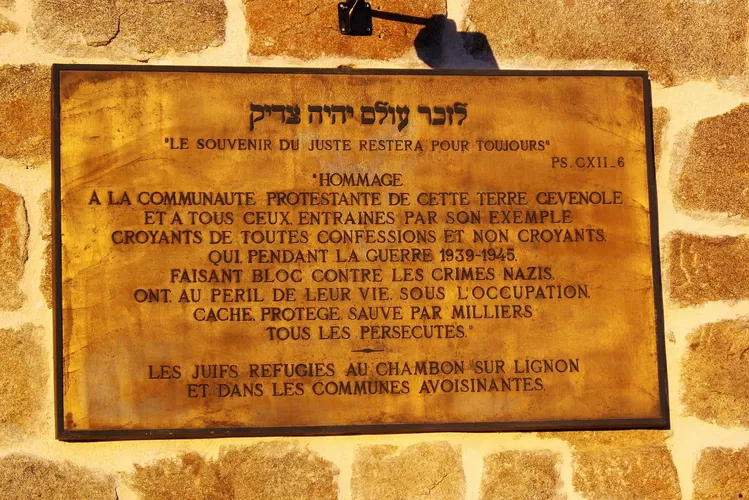 לזכר עולם יהיה צדיק
"LE SOUVENIR DU JUSTE RESTERA POUR TOUJOURS"
PS. CXII_6
"HOMMAGE
A LA COMMUNAUTE PROTESTANTE DE CETTE TERRE CEVENOLE
ET A TOUS CEUX, ENTRAINES PAR SON EXEMPLE
CROYANTS DE TOUTES CONFESSIONS ET NON CROYANTS,
QUI, PENDANT LA GUERRE 1939-1945,
FAISANT BLOC CONTRE LES CRIMES NAZIS,
ONT, AU PERIL DE LEUR VIE, SOUS L'OCCUPATION,
CACHE, PROTEGE, SAUVE PAR MILLIERS
TOUS LES PERSECUTES."
LES JUIFS REFUGIES AU CHAMBON SUR LIGNON
ET DANS LES COMMUNES AVOISINANTES.